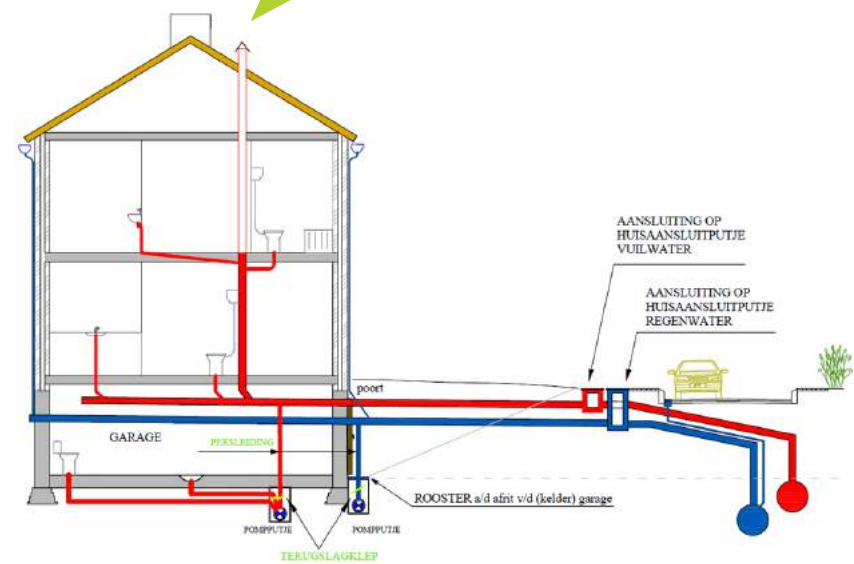 AANSLUITING OP
HUISAANSLUITPUTJE
VUILWATER
AANSLUITING OP
HUISAANSLUITPUTJE
REGENWATER
poort
GARAGE
PERSLEIDING
ROOSTER a/d afrit v/d (kelder) garage
POMPPUTJE
POMPPUTJE
TERUGSLAGKLEP